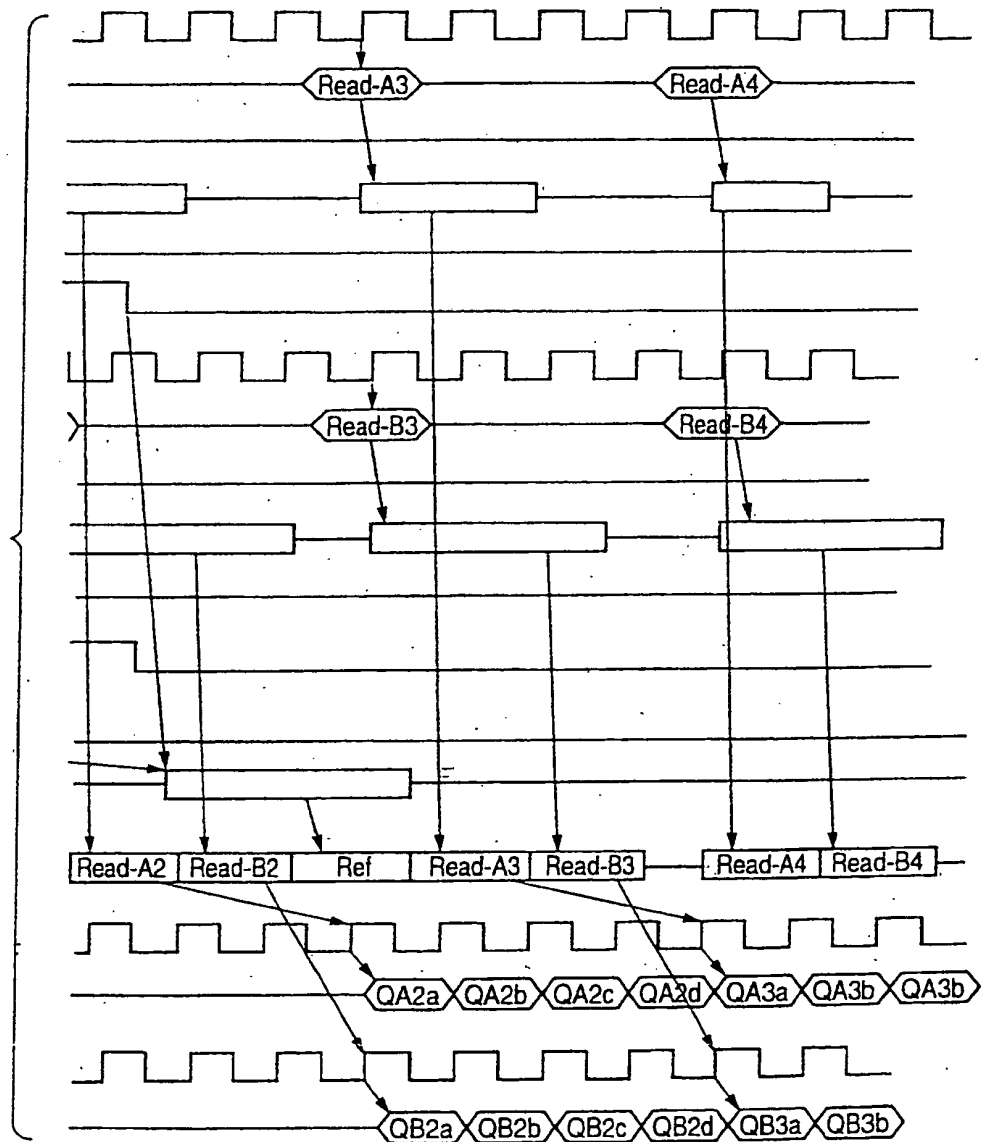 Read-A3 Read-A4
Read-B3 Read-B4
Read-A2 Read-B2 Ref Read-A3 Read-B3 Read-A4 Read-B4
QA2a QA2b QA2c QA2d QA3a QA3b QA3b
QB2a QB2b QB2c QB2d QB3a QB3b